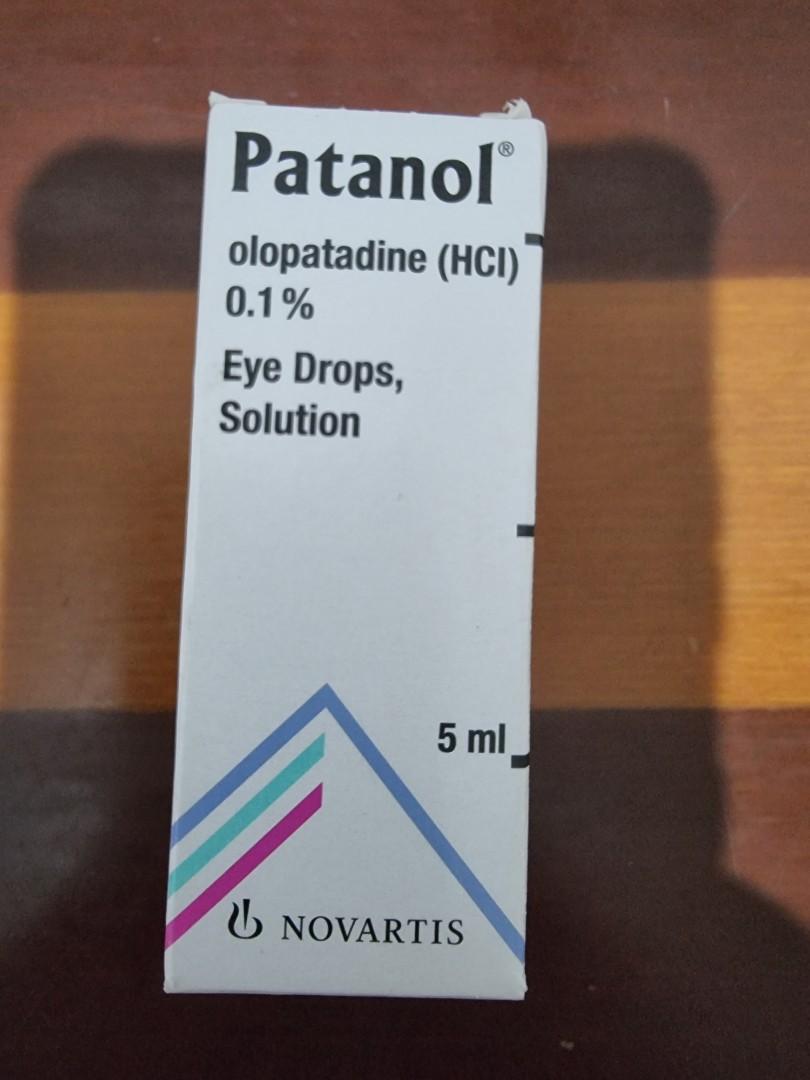 Patanol®
olopatadine (HCl)
0.1%
Eye Drops,
Solution
5 ml
NOVARTIS